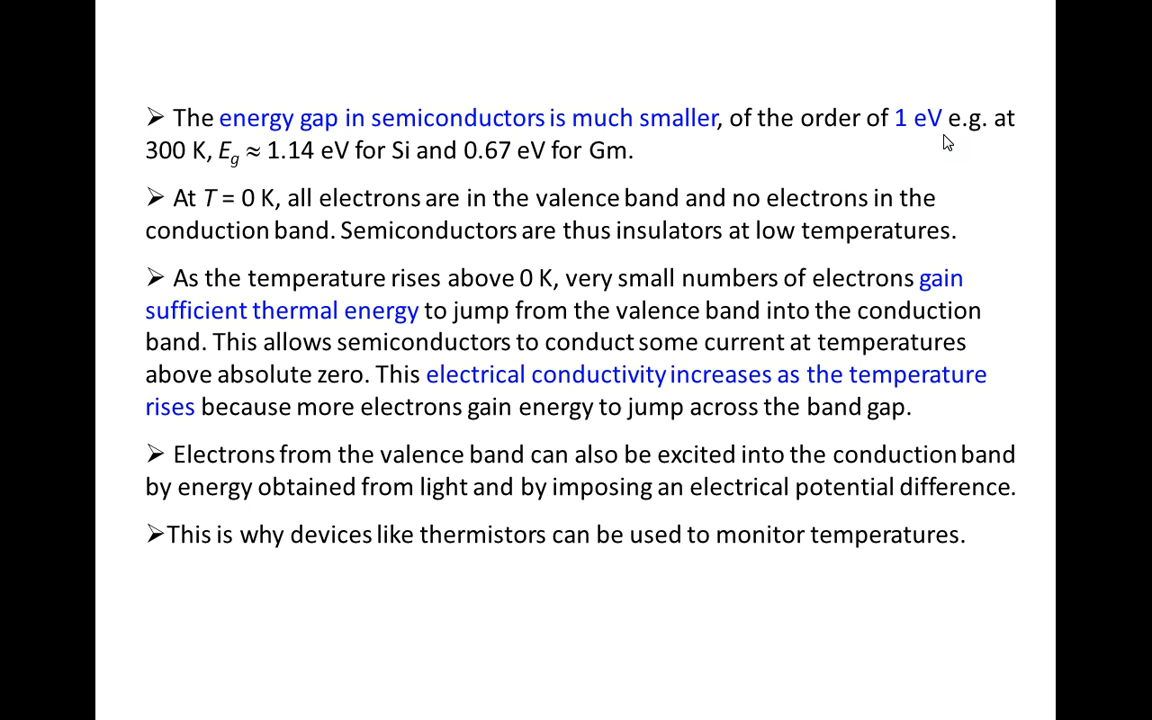 ➢ The energy gap in semiconductors is much smaller, of the order of 1 eV e.g. at
300 K, Eg ≈ 1.14 eV for Si and 0.67 eV for Gm.
➢ At T = 0 K, all electrons are in the valence band and no electrons in the
conduction band. Semiconductors are thus insulators at low temperatures.
➢ As the temperature rises above 0 K, very small numbers of electrons gain
sufficient thermal energy to jump from the valence band into the conduction
band. This allows semiconductors to conduct some current at temperatures
above absolute zero. This electrical conductivity increases as the temperature
rises because more electrons gain energy to jump across the band gap.
➢ Electrons from the valence band can also be excited into the conduction band
by energy obtained from light and by imposing an electrical potential difference.
➢This is why devices like thermistors can be used to monitor temperatures.